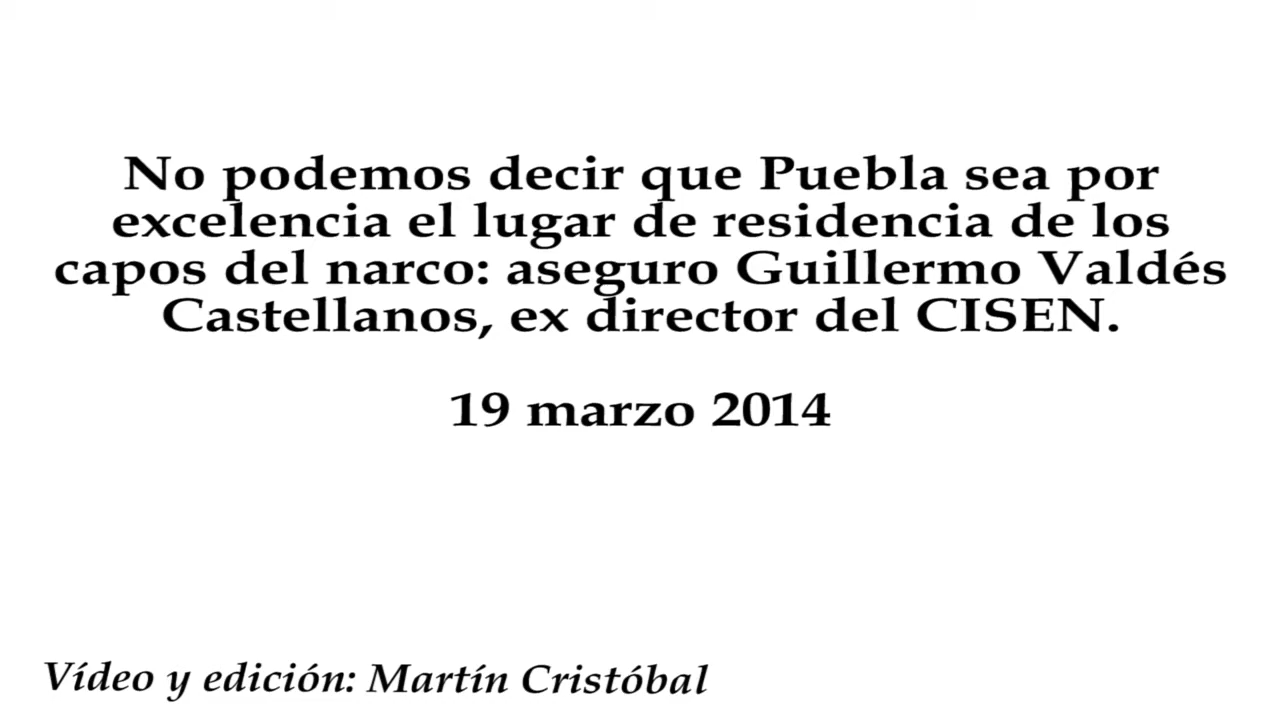 No podemos decir que Puebla sea por
excelencia el lugar de residencia de los
capos del narco: aseguro Guillermo Valdés
Castellanos, ex director del CISEN.
19 marzo 2014
Vídeo y edición: Martín Cristóbal